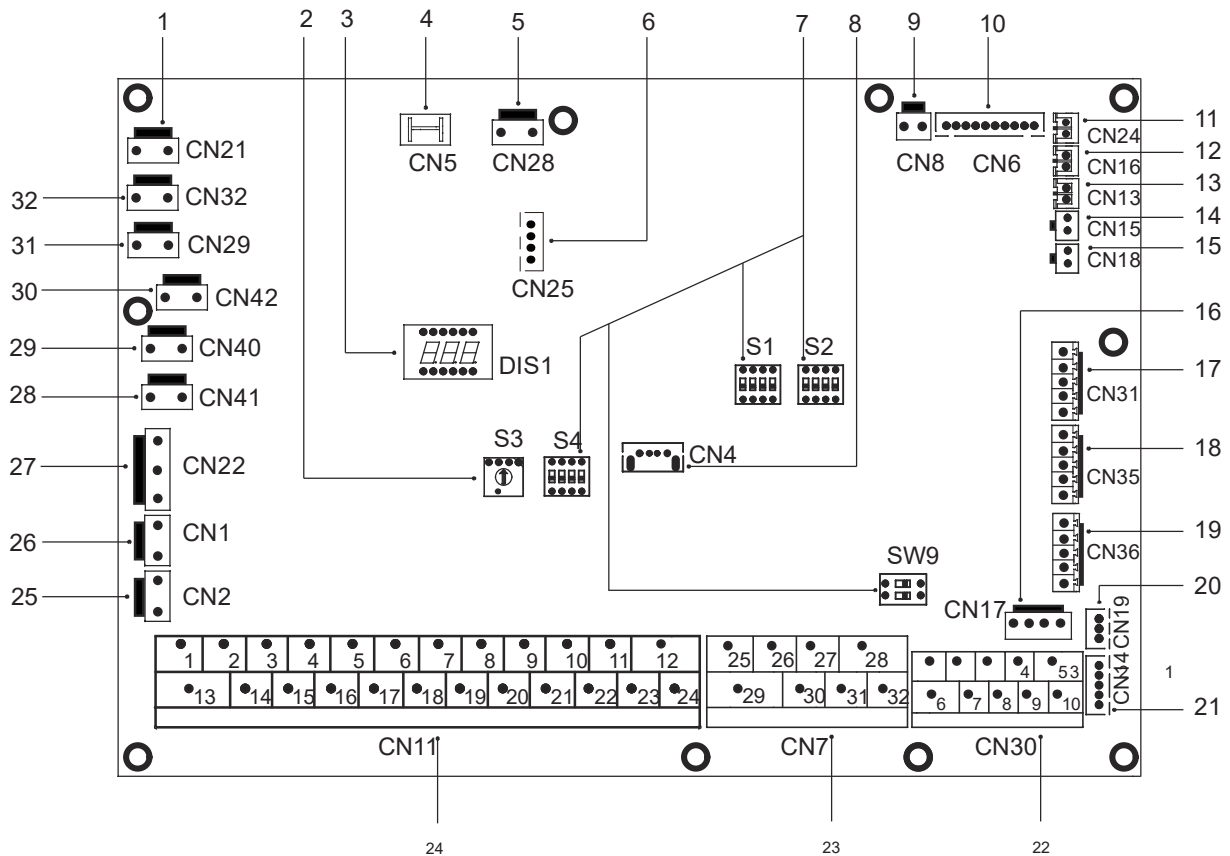 1 2 3 4 5 6 7 8 9 10
11
CN21 CN5 CN28 CN8 CN6 CN24
12
CN16
13
32 CN32 CN13
14
CN15
31 CN29 15
CN18
CN25
30 CN42
16
29 CN40 DIS1 S1 S2
17
28 CN41 CN31
S3 S4 CN4 18
27 CN22 2 CN35
26 CN1 19
CN36
SW9
20
25 CN2 CN17 CN19
1 2 3 4 5 6 7 8 9 10 11 12 25 26 27 28 4 53 CN14 1
13 14 15 16 17 18 19 20 21 22 23 24 29 30 31 32 6 7 8 9 10 21
CN11 CN7 CN30
24 23 22